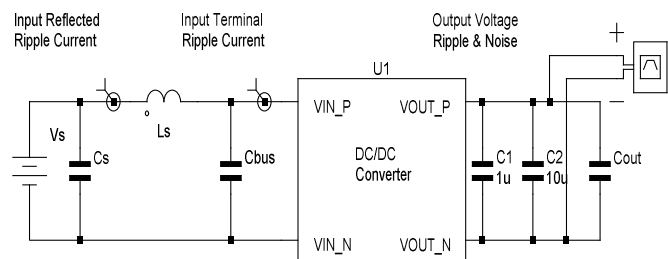 Input Reflected
Ripple Current
Input Terminal
Ripple Current
Output Voltage
Ripple & Noise
+
U1
VIN_P
VOUT_P
−
Vs
Ls
Cs
Cbus
DC/DC
Converter
C1
1u
C2
10u
Cout
VIN_N
VOUT_N